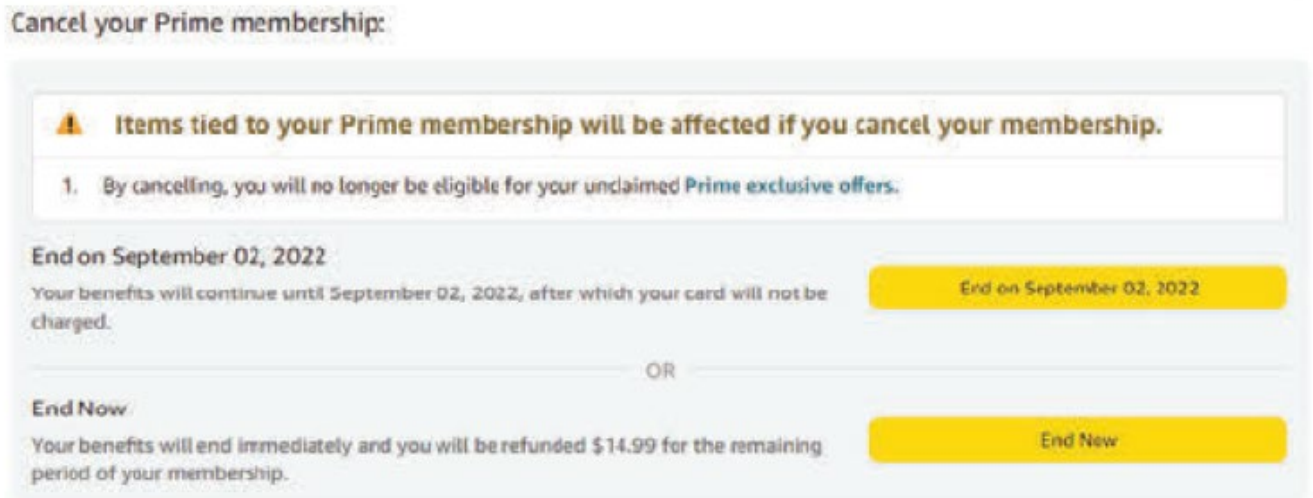 Cancel your Prime membership:
Items tied to your Prime membership will be affected if you cancel your membership.
1. By cancelling, you will no longer be eligible for your unclaimed Prime exclusive offers.
End on September 02, 2022
Your benefits will continue until September 02, 2022, after which your card will not be
charged.
End on September 02, 2022
OR
End Now
Your benefits will end immediately and you will be refunded $14.99 for the remaining
period of your membership.
End Now